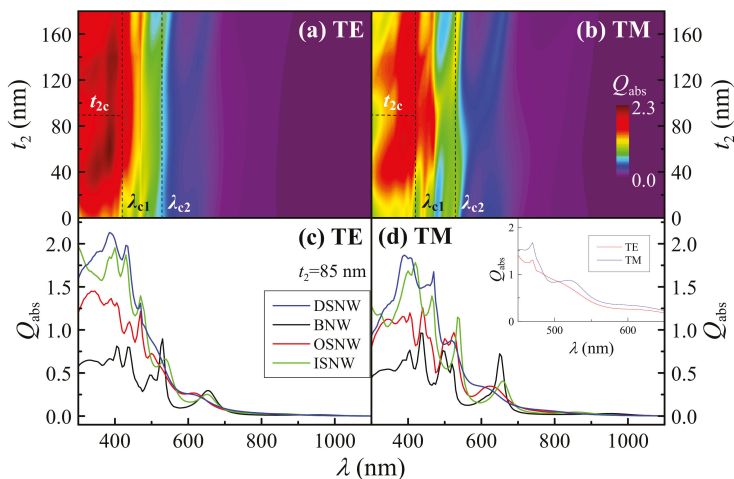 (a) TE
(b) TM
160
120
80
40
0
t2 (nm)
t2c
λc1
λc2
t2c
λc1
λc2
Qabs
2.3
0.0
160
120
80
40
0
t2 (nm)
(c) TE
t2=85 nm
DSNW
BNW
OSNW
ISNW
2.0
1.5
1.0
0.5
0.0
Qabs
(d) TM
2
1
0
Qabs
TE
TM
500
600
λ (nm)
2.0
1.5
1.0
0.5
0.0
Qabs
400
600
800
1000
400
600
800
1000
λ (nm)